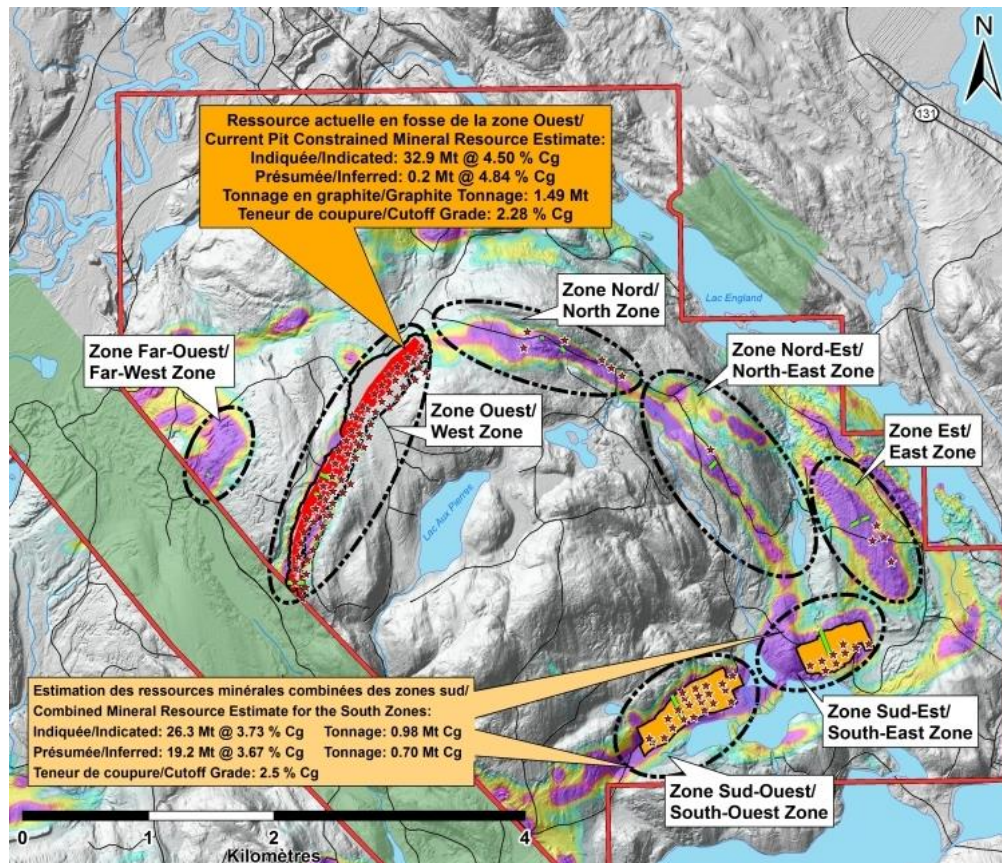 N
131
Ressource actuelle en fosse de la zone Ouest/
Current Pit Constrained Mineral Resource Estimate:
Indiquée/Indicated: 32.9 Mt @ 4.50 % Cg
Présumée/Inferred: 0.2 Mt @ 4.84 % Cg
Tonnage en graphite/Graphite Tonnage: 1.49 Mt
Teneur de coupure/Cutoff Grade: 2.28 % Cg
Zone Nord/
North Zone
Lac England
Zone Far-Ouest/
Far-West Zone
Zone Nord-Est/
North-East Zone
Zone Ouest/
West Zone
Zone Est/
East Zone
Lac Aux Pierres
Estimation des ressources minérales combinées des zones sud/
Combined Mineral Resource Estimate for the South Zones:
Indiquée/Indicated: 26.3 Mt @ 3.73 % Cg Tonnage: 0.98 Mt Cg
Présumée/Inferred: 19.2 Mt @ 3.67 % Cg Tonnage: 0.70 Mt Cg
Teneur de coupure/Cutoff Grade: 2.5 % Cg
Zone Sud-Est/
South-East Zone
Zone Sud-Ouest/
South-Ouest Zone
0 1 2 4
Kilomètres